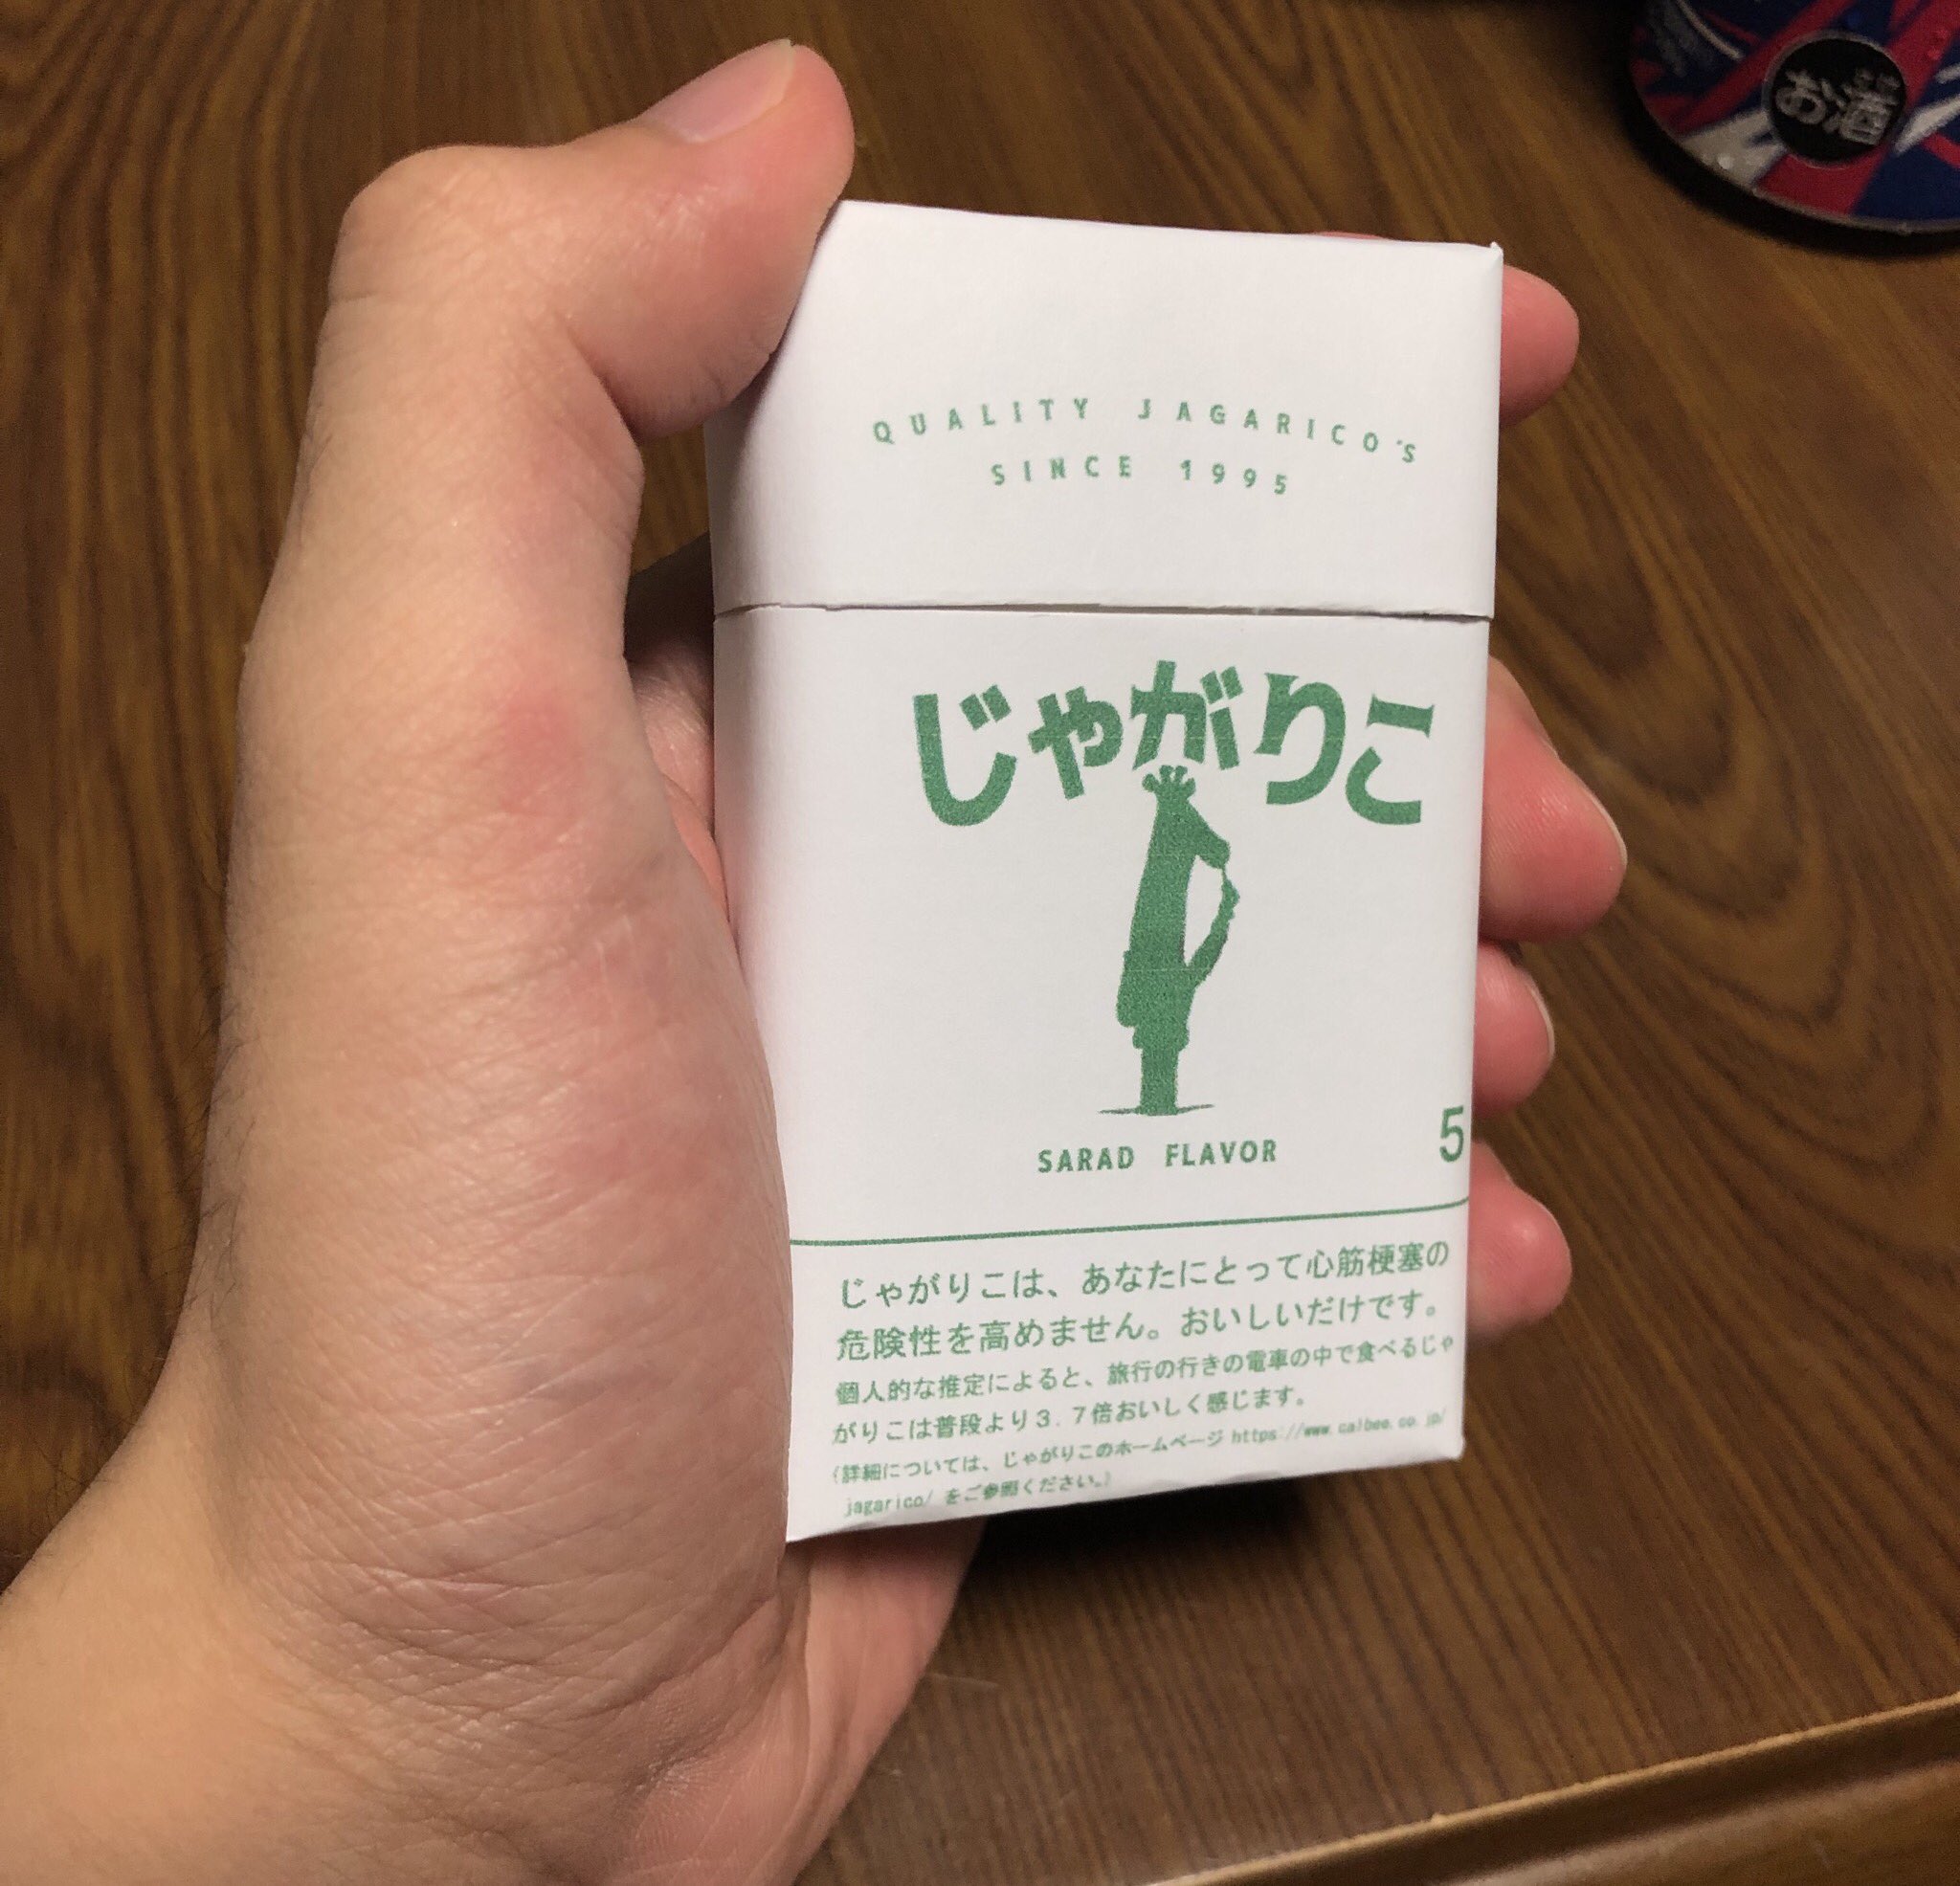 QUALITY JAGARICO's
SINCE 1995
じゃがりこ
SARAD FLAVOR
5
じゃがりこは、あなたにとって心筋梗塞の
危険性を高めません。おいしいだけです。
個人的な推定によると、旅行の行きの電車の中で食べるじゃ
がりこは普段より3.7倍おいしく感じます。
(詳細については、じゃがりこのホームページ https://www.calbee.co.jp/
jagarico/ をご参照ください。)
お酒